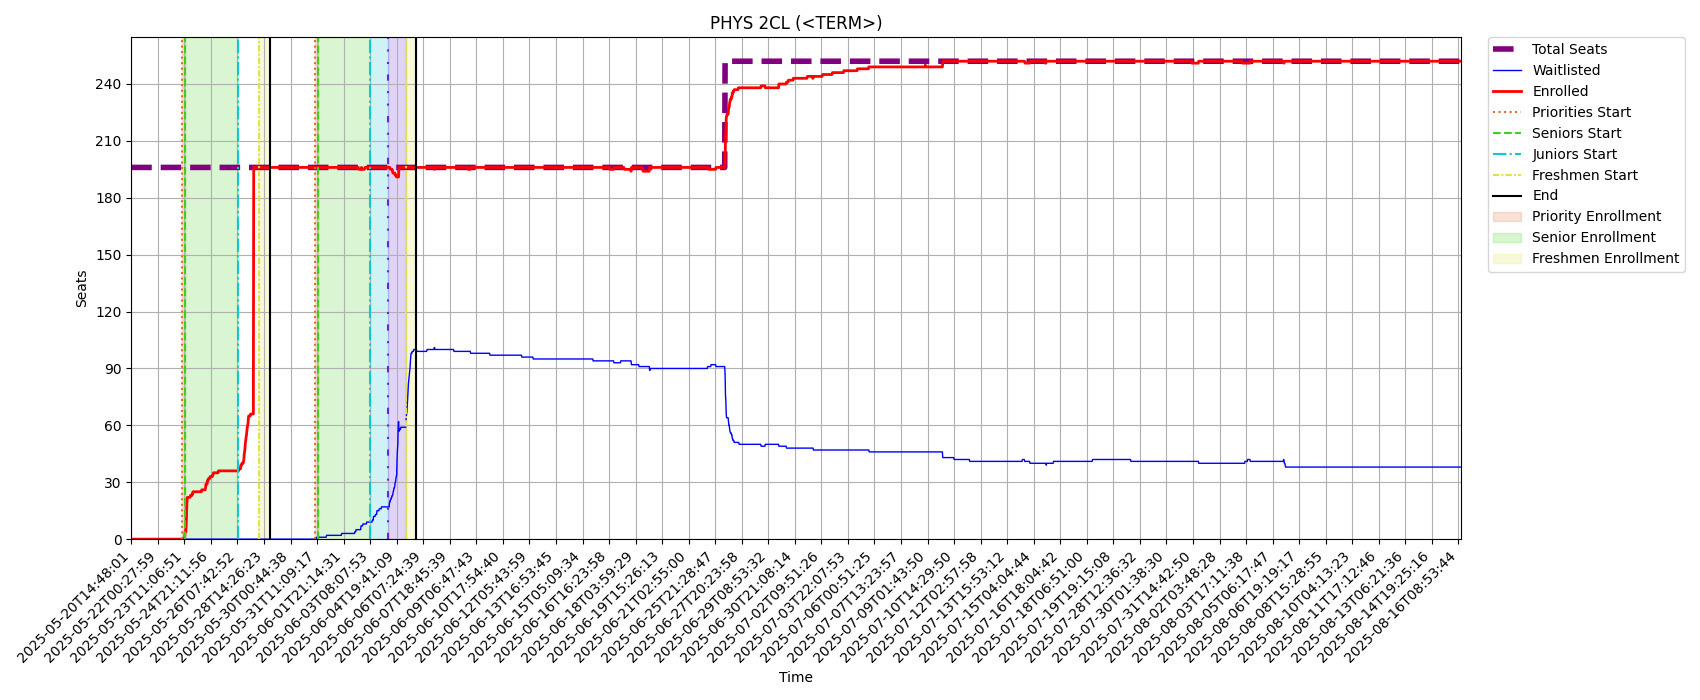 PHYS 2CL (<TERM>)
Seats
240
210
180
150
120
90
60
30
0
2025-05-20T14:48:01
2025-05-22T00:27:59
2025-05-23T11:06:51
2025-05-24T21:11:56
2025-05-26T07:42:52
2025-05-28T14:26:23
2025-05-30T00:44:38
2025-05-31T11:09:17
2025-06-01T21:14:31
2025-06-03T08:07:53
2025-06-04T19:41:09
2025-06-06T07:24:39
2025-06-07T18:45:39
2025-06-09T06:47:43
2025-06-10T17:54:40
2025-06-12T05:43:59
2025-06-13T16:53:45
2025-06-15T05:09:34
2025-06-16T16:23:58
2025-06-18T03:59:29
2025-06-19T15:26:13
2025-06-21T02:55:00
2025-06-25T21:28:47
2025-06-27T20:23:58
2025-06-29T08:53:32
2025-06-30T21:08:14
2025-07-02T09:51:26
2025-07-03T22:07:53
2025-07-06T00:51:25
2025-07-07T13:23:57
2025-07-09T01:43:50
2025-07-10T14:29:50
2025-07-12T02:57:58
2025-07-13T15:53:12
2025-07-15T04:04:44
2025-07-16T18:04:42
2025-07-18T06:51:00
2025-07-19T19:15:08
2025-07-28T12:36:32
2025-07-30T01:38:30
2025-07-31T14:42:50
2025-08-02T03:48:28
2025-08-03T17:11:38
2025-08-05T06:17:47
2025-08-06T19:19:17
2025-08-08T15:28:55
2025-08-10T04:13:23
2025-08-11T17:12:46
2025-08-13T06:21:36
2025-08-14T19:25:16
2025-08-16T08:53:44
Time
Total Seats
Waitlisted
Enrolled
Priorities Start
Seniors Start
Juniors Start
Freshmen Start
End
Priority Enrollment
Senior Enrollment
Freshmen Enrollment